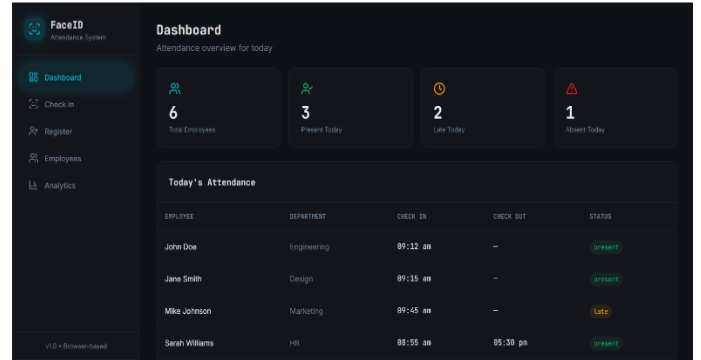 FaceID
Attendance System
Dashboard
Check In
Register
Employees
Analytics
v1.0 • Browser-based
Dashboard
Attendance overview for today
6
Total Employees
3
Present Today
2
Late Today
1
Absent Today
Today's Attendance
EMPLOYEE DEPARTMENT CHECK IN CHECK OUT STATUS
John Doe Engineering 09:12 am — present
Jane Smith Design 09:15 am — present
Mike Johnson Marketing 09:45 am — late
Sarah Williams HR 08:55 am 05:30 pm present